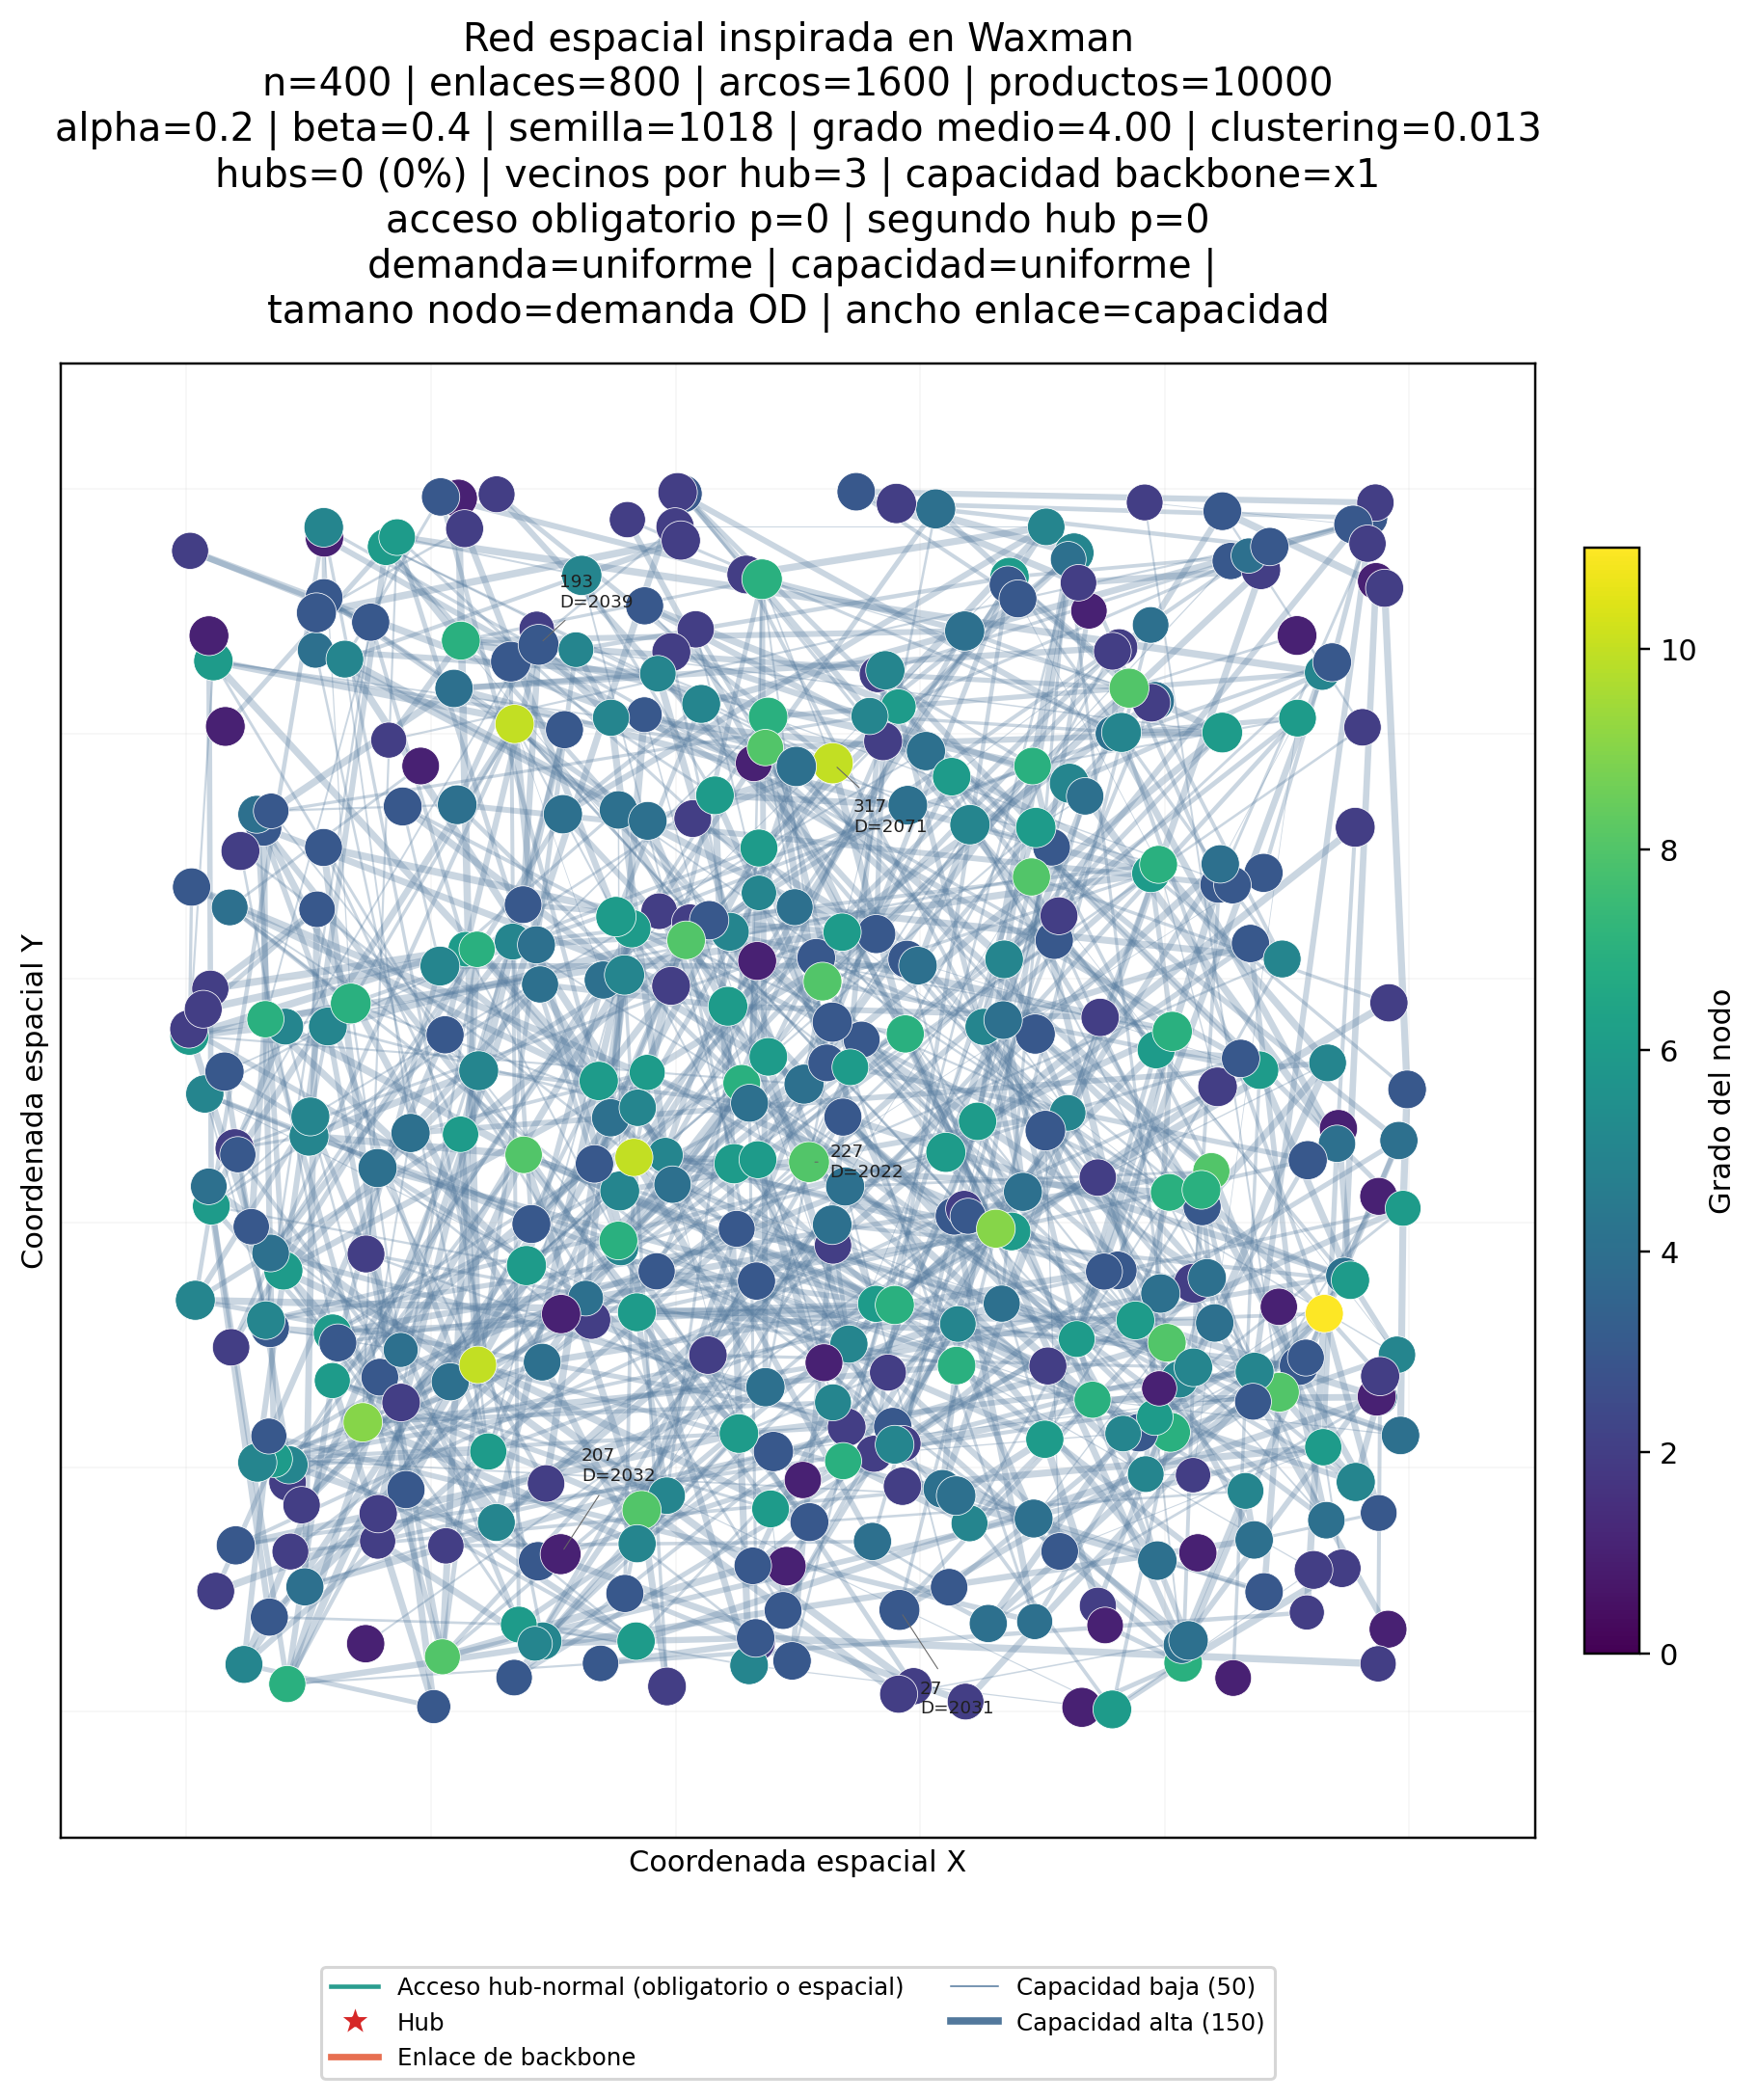 Red espacial inspirada en Waxman
n=400 | enlaces=800 | arcos=1600 | productos=10000
alpha=0.2 | beta=0.4 | semilla=1018 | grado medio=4.00 | clustering=0.013
hubs=0 (0%) | vecinos por hub=3 | capacidad backbone=x1
acceso obligatorio p=0 | segundo hub p=0
demanda=uniforme | capacidad=uniforme |
tamano nodo=demanda OD | ancho enlace=capacidad
193
D=2039
317
D=2071
227
D=2022
207
D=2032
27
D=2031
Coordenada espacial Y
Coordenada espacial X
10
8
6
4
2
0
Grado del nodo
Acceso hub-normal (obligatorio o espacial)
Hub
Enlace de backbone
Capacidad baja (50)
Capacidad alta (150)